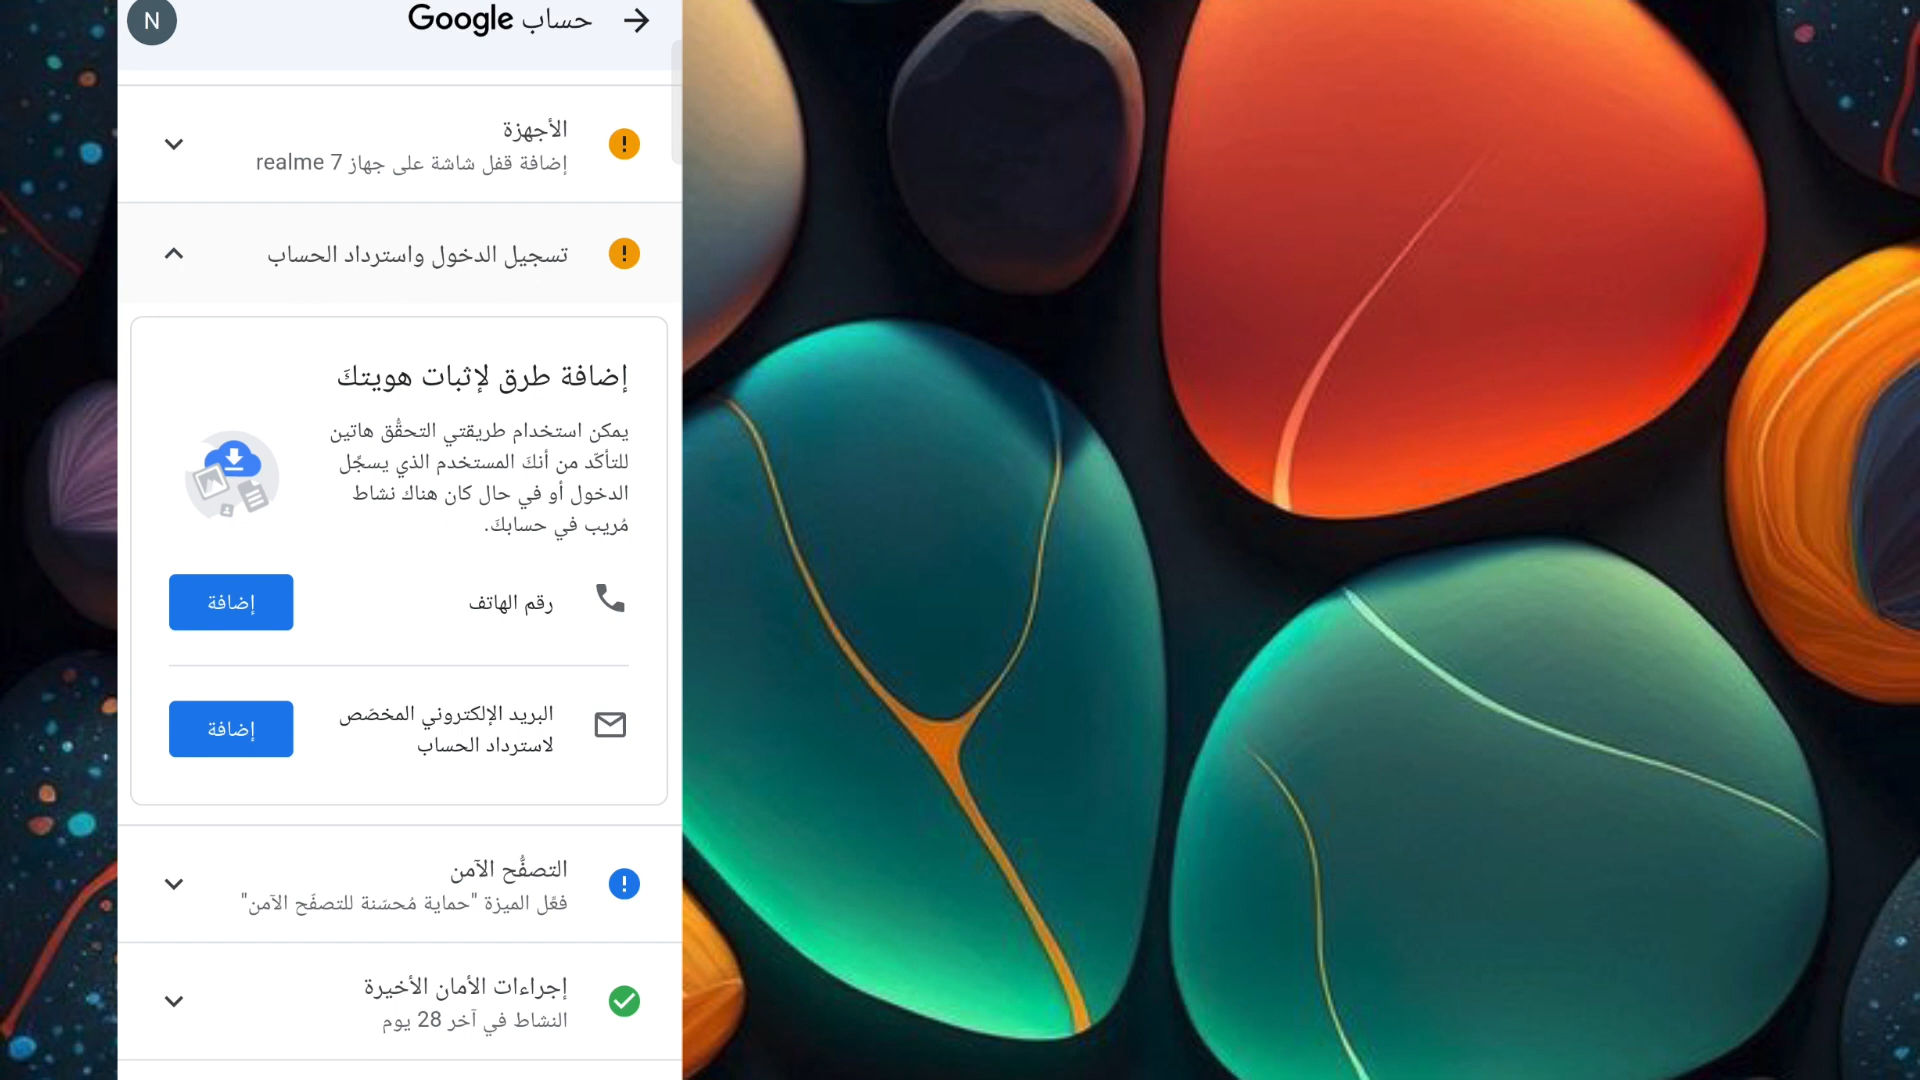 حساب Google
N
الأجهزة
إضافة قفل شاشة على جهاز realme 7
تسجيل الدخول واسترداد الحساب
إضافة طرق لإثبات هويتكَ
يمكن استخدام طريقتي التحقُّق هاتين
للتأكّد من أنكَ المستخدم الذي يسجِّل
الدخول أو في حال كان هناك نشاط
مُريب في حسابكَ.
رقم الهاتف
إضافة
البريد الإلكتروني المخصّص
لاسترداد الحساب
إضافة
التصفُّح الآمن
فعِّل الميزة "حماية مُحسّنة للتصفّح الآمن"
إجراءات الأمان الأخيرة
النشاط في آخر 28 يوم